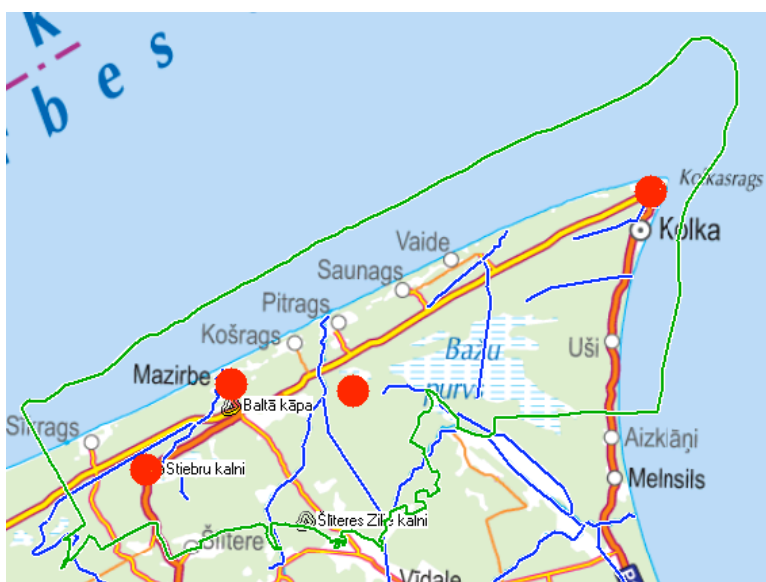 k
rbes
Kolkasrags
Kolka
Vaide
Saunags
Pitrags
Košrags
Bažu
purvs
Uši
Mazirbe
Baltā kāpa
Sīkrags
Aizklāņi
Stiebru kalni
Melnsils
Šlīteres Zilie kalni
Šlītere
Vīdale
P